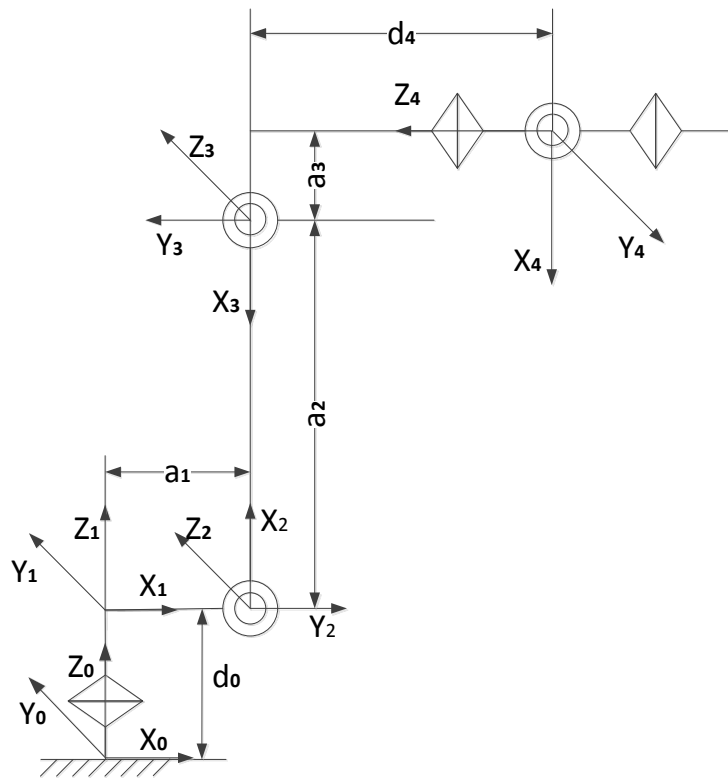 d₄
Z₄
Z₃
a₃
Y₃
Y₄
X₄
X₃
a₂
a₁
Z₁
Z₂
X₂
Y₁
X₁
Y₂
Z₀
d₀
Y₀
X₀